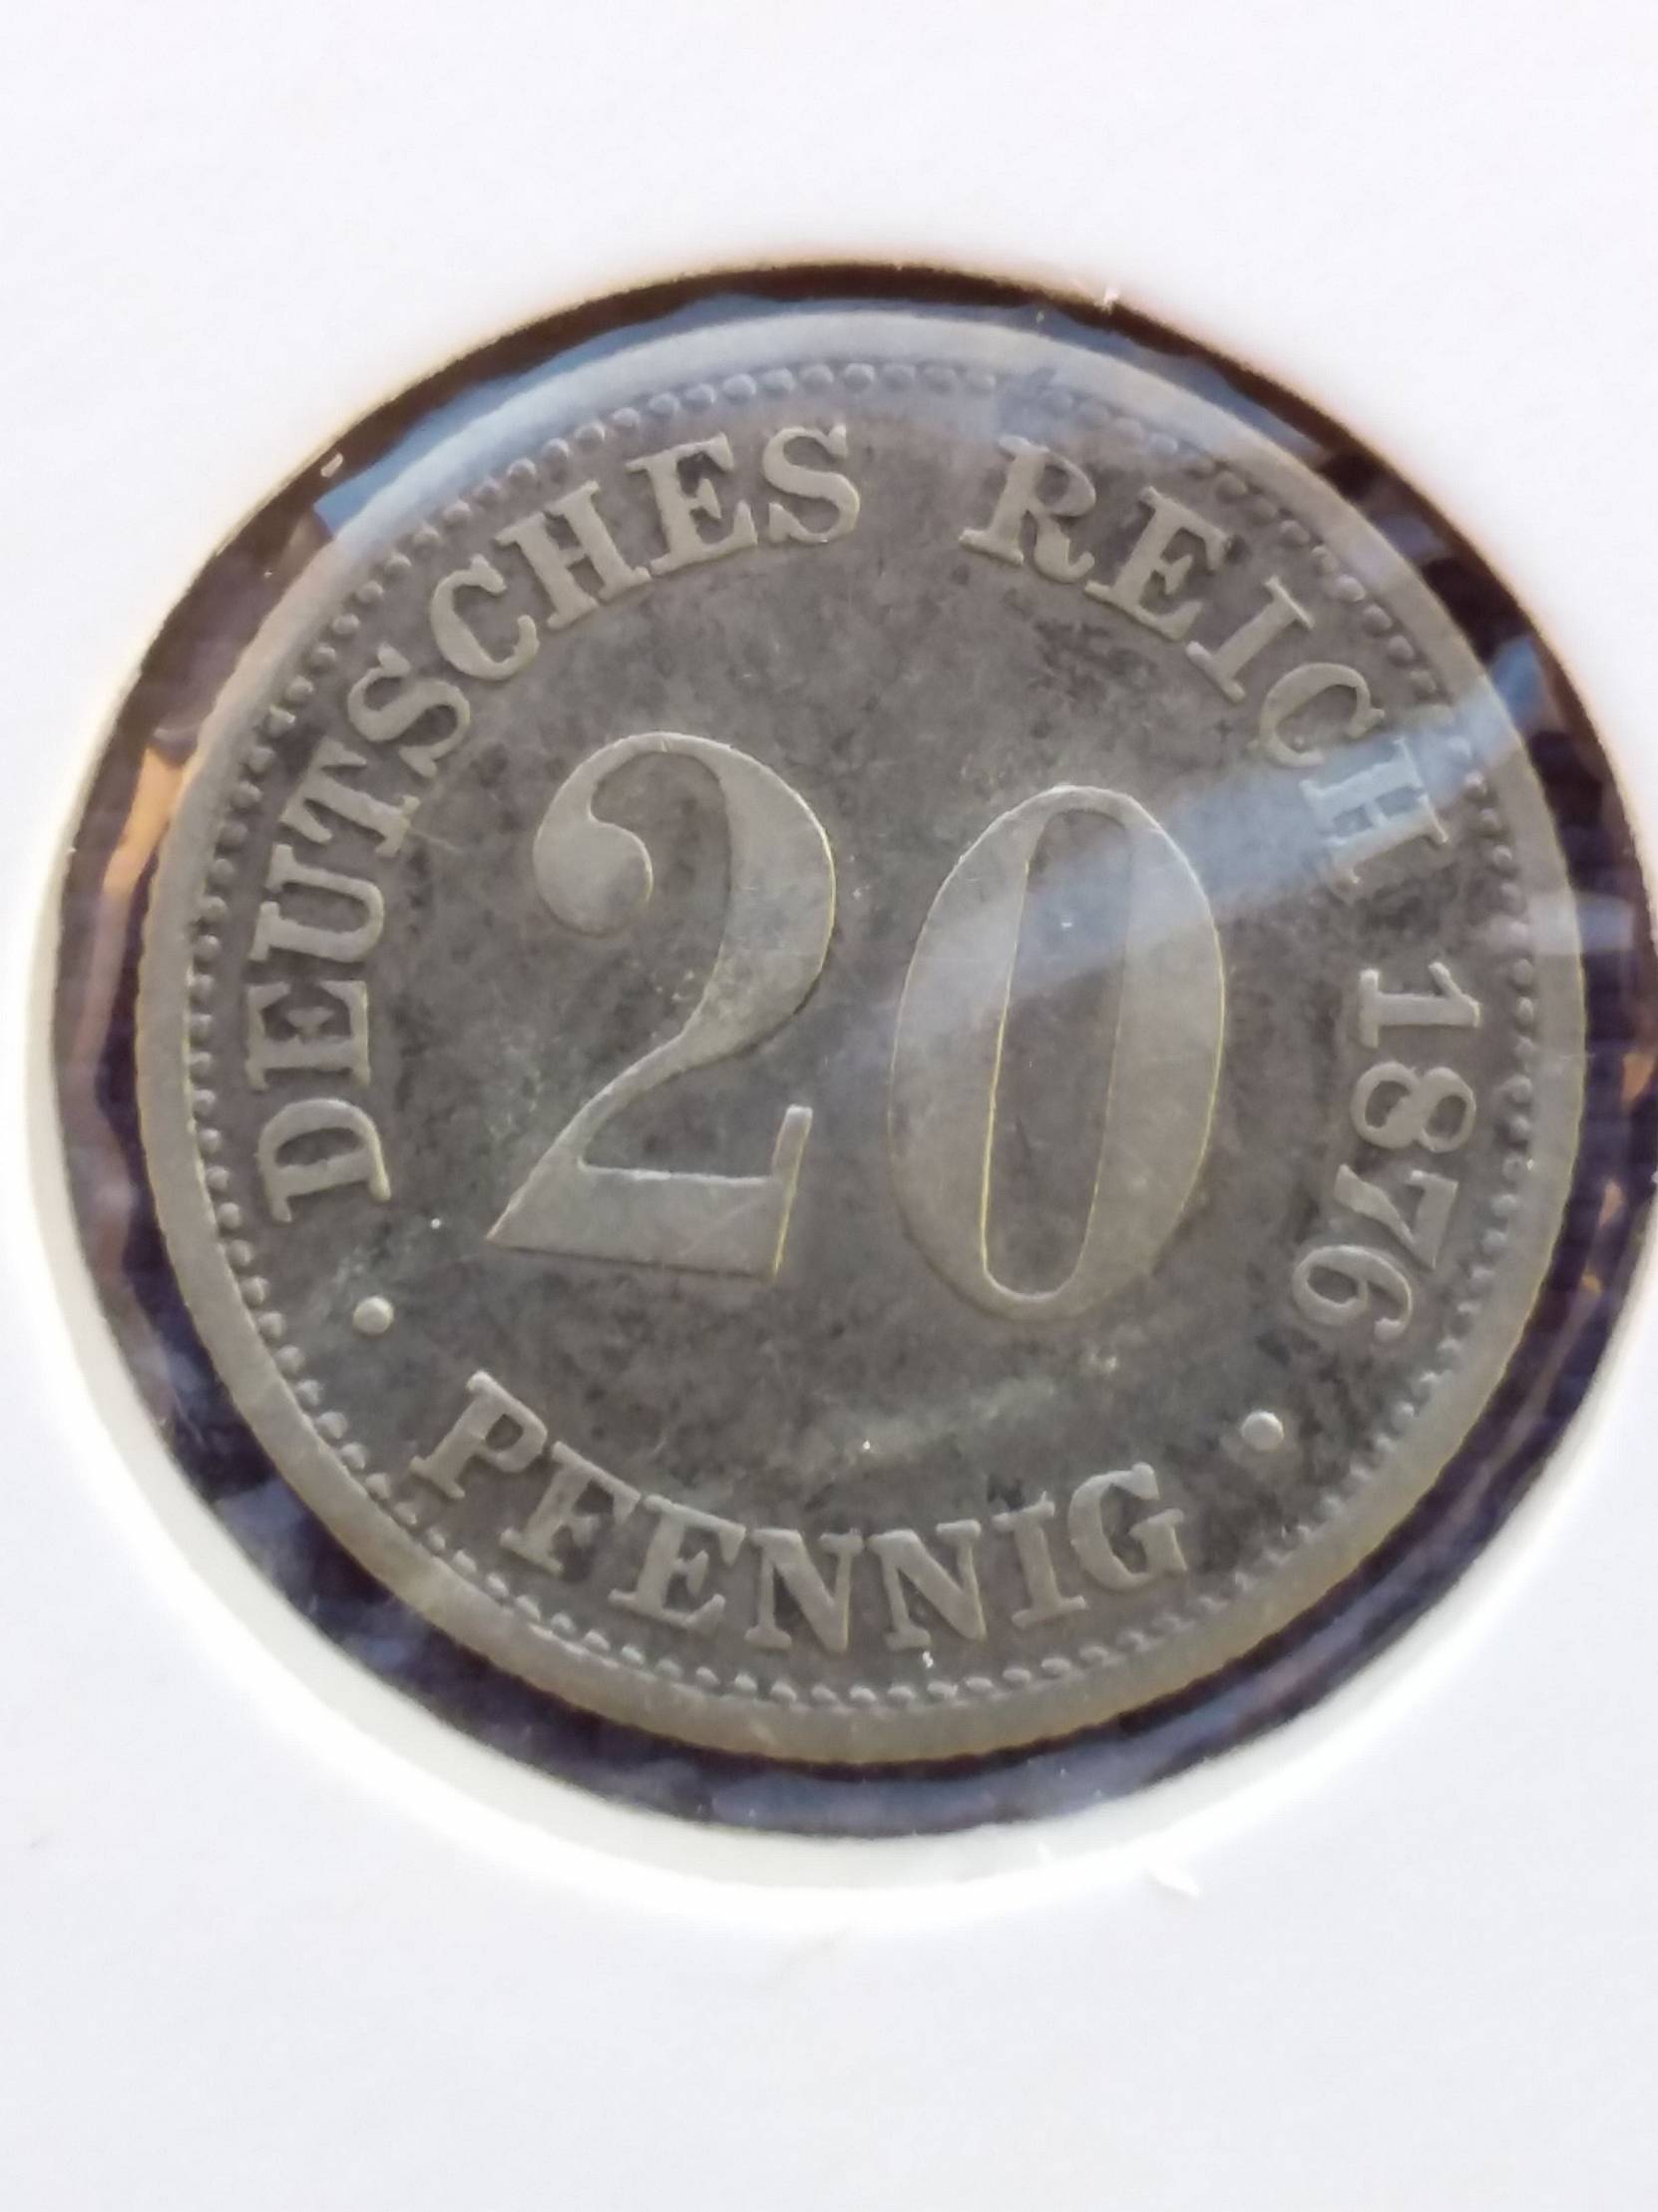 DEUTSCHES REICH 1876
20
• PFENNIG •